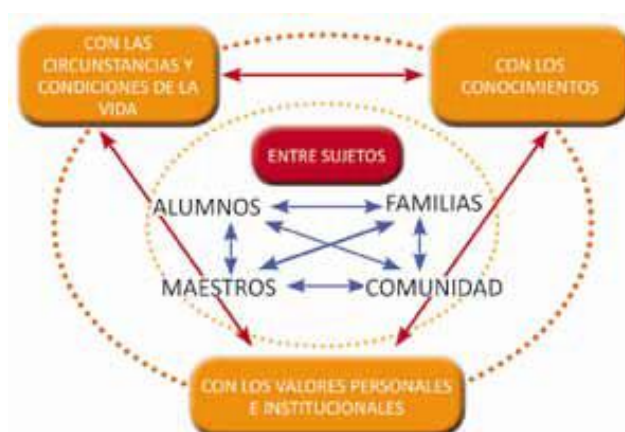 CON LAS
CIRCUNSTANCIAS Y
CONDICIONES DE LA
VIDA
CON LOS
CONOCIMIENTOS
ENTRE SUJETOS
ALUMNOS
FAMILIAS
MAESTROS
COMUNIDAD
CON LOS VALORES PERSONALES
E INSTITUCIONALES